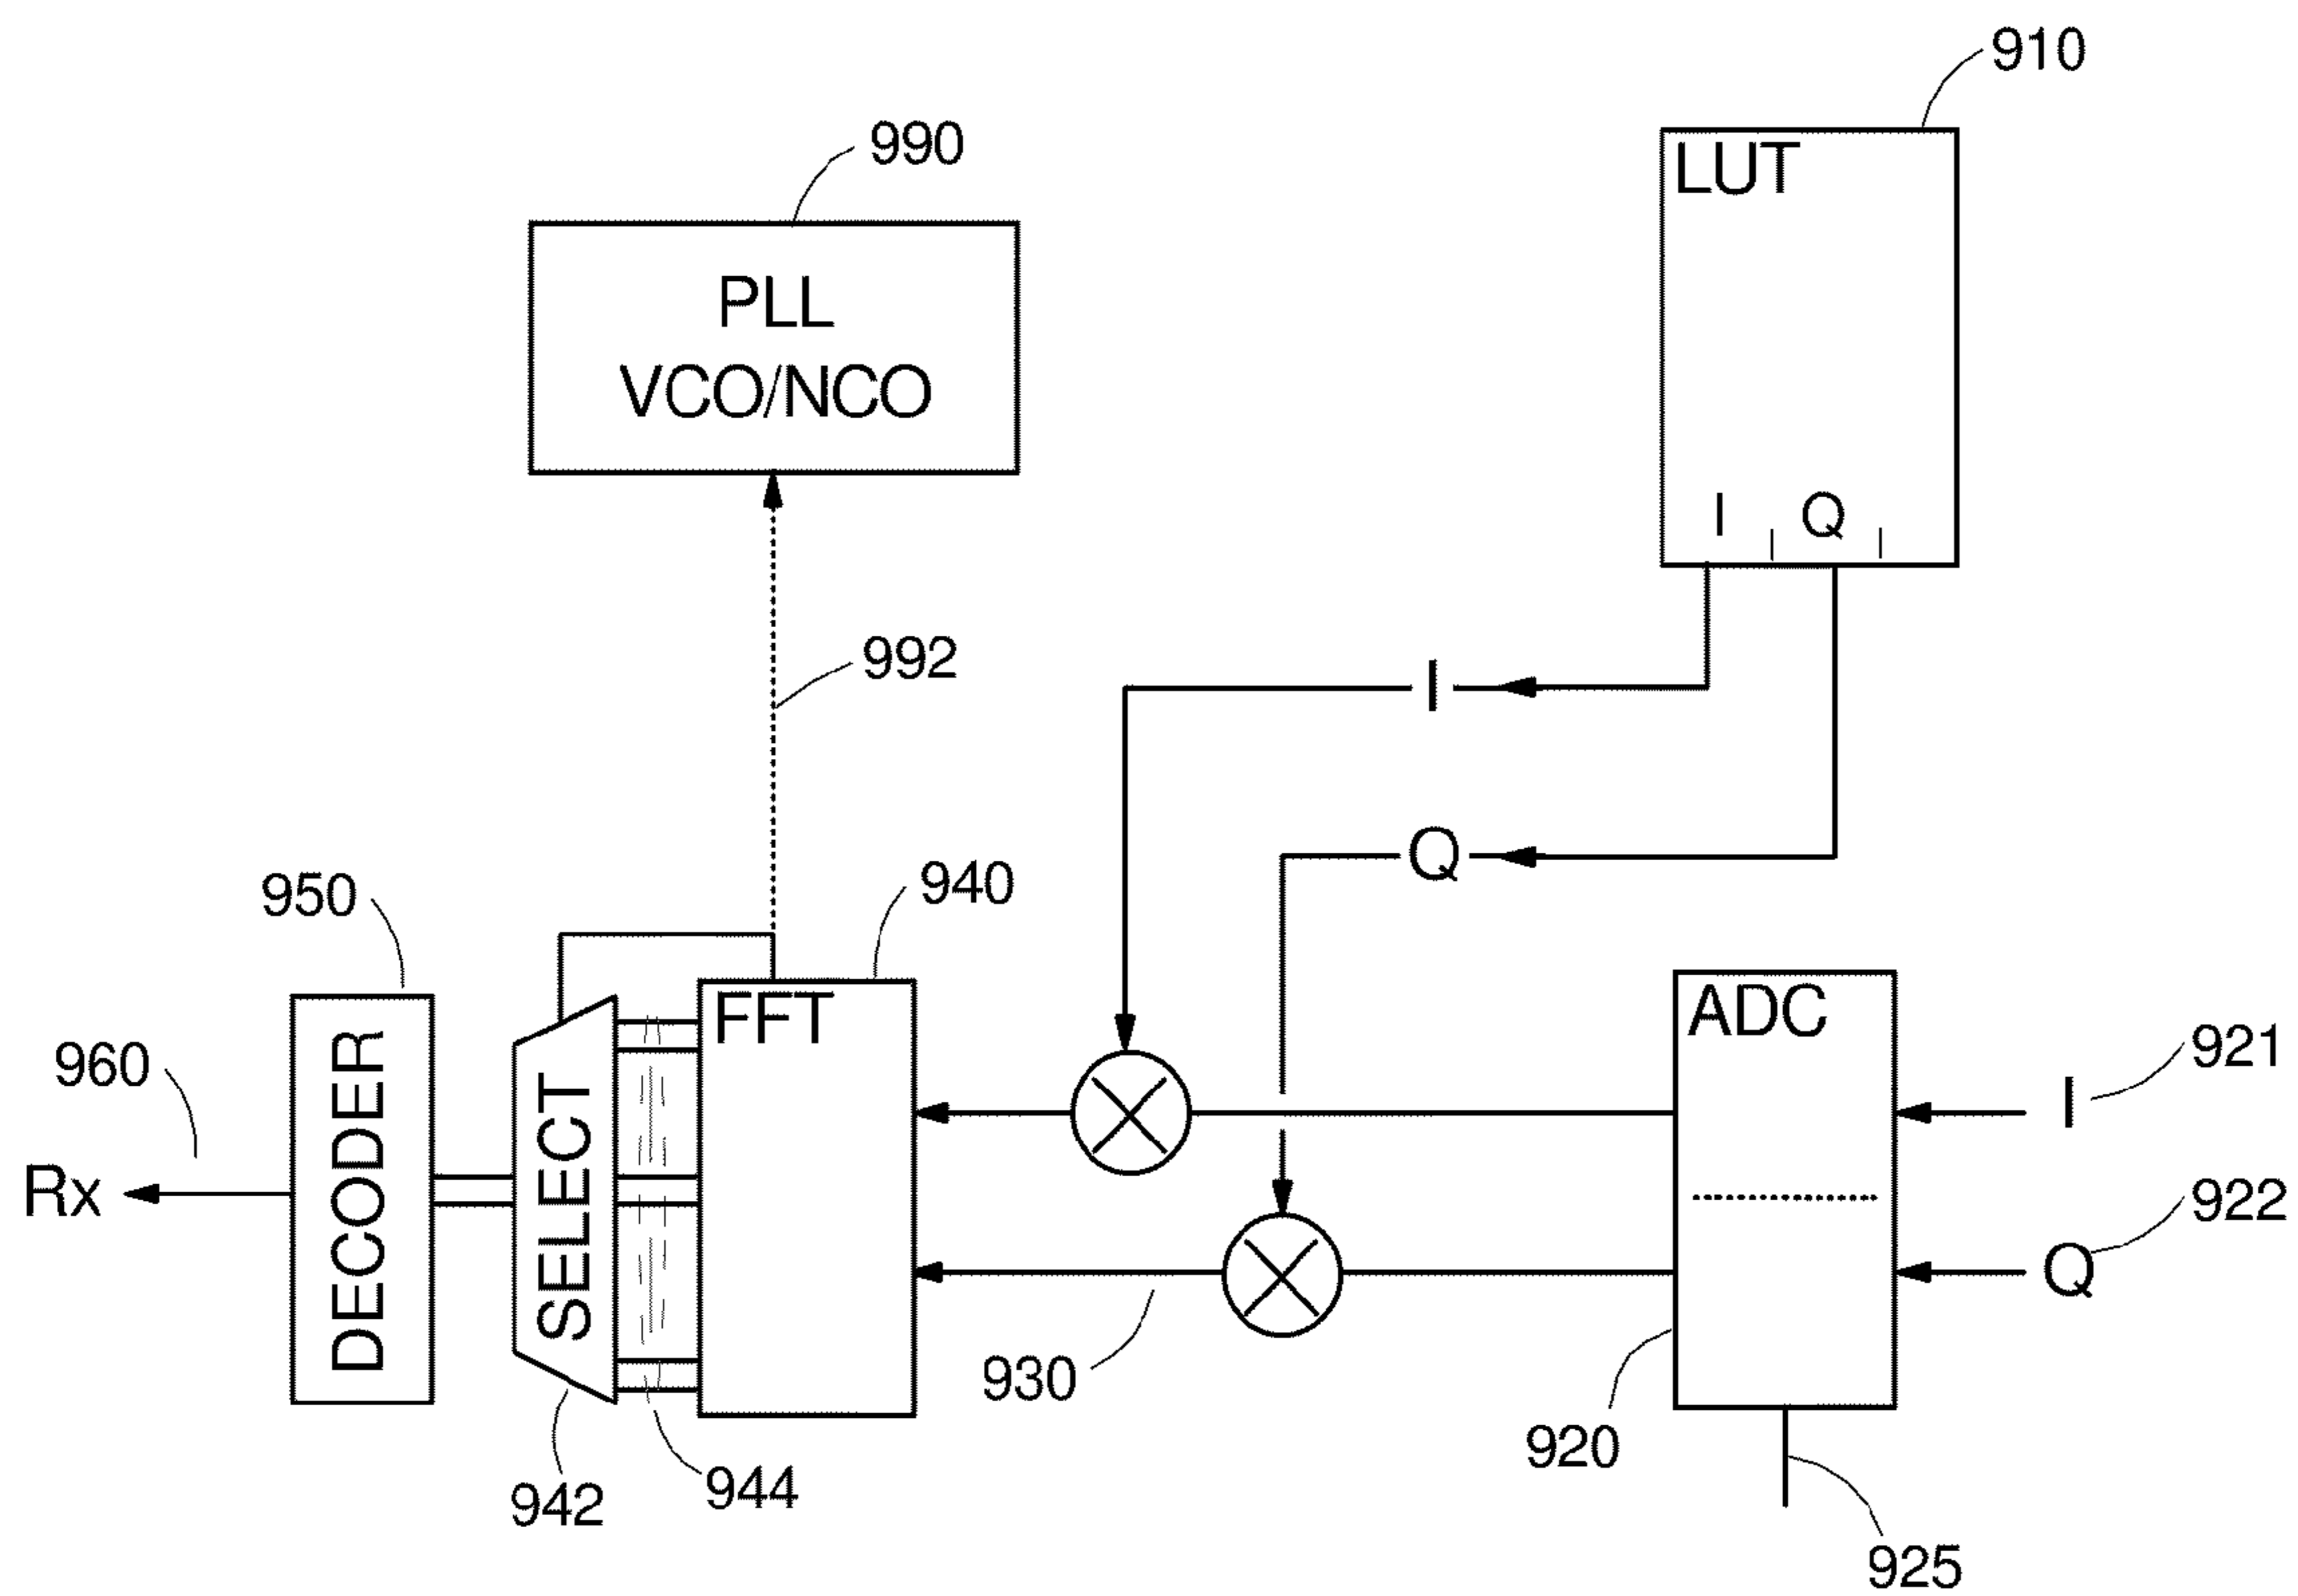 910
LUT
990
PLL
VCO/NCO
I Q
992
I
Q
950
940
FFT
ADC
960
921
I
DECODER
SELECT
Rx
922
Q
930
920
944
942
925